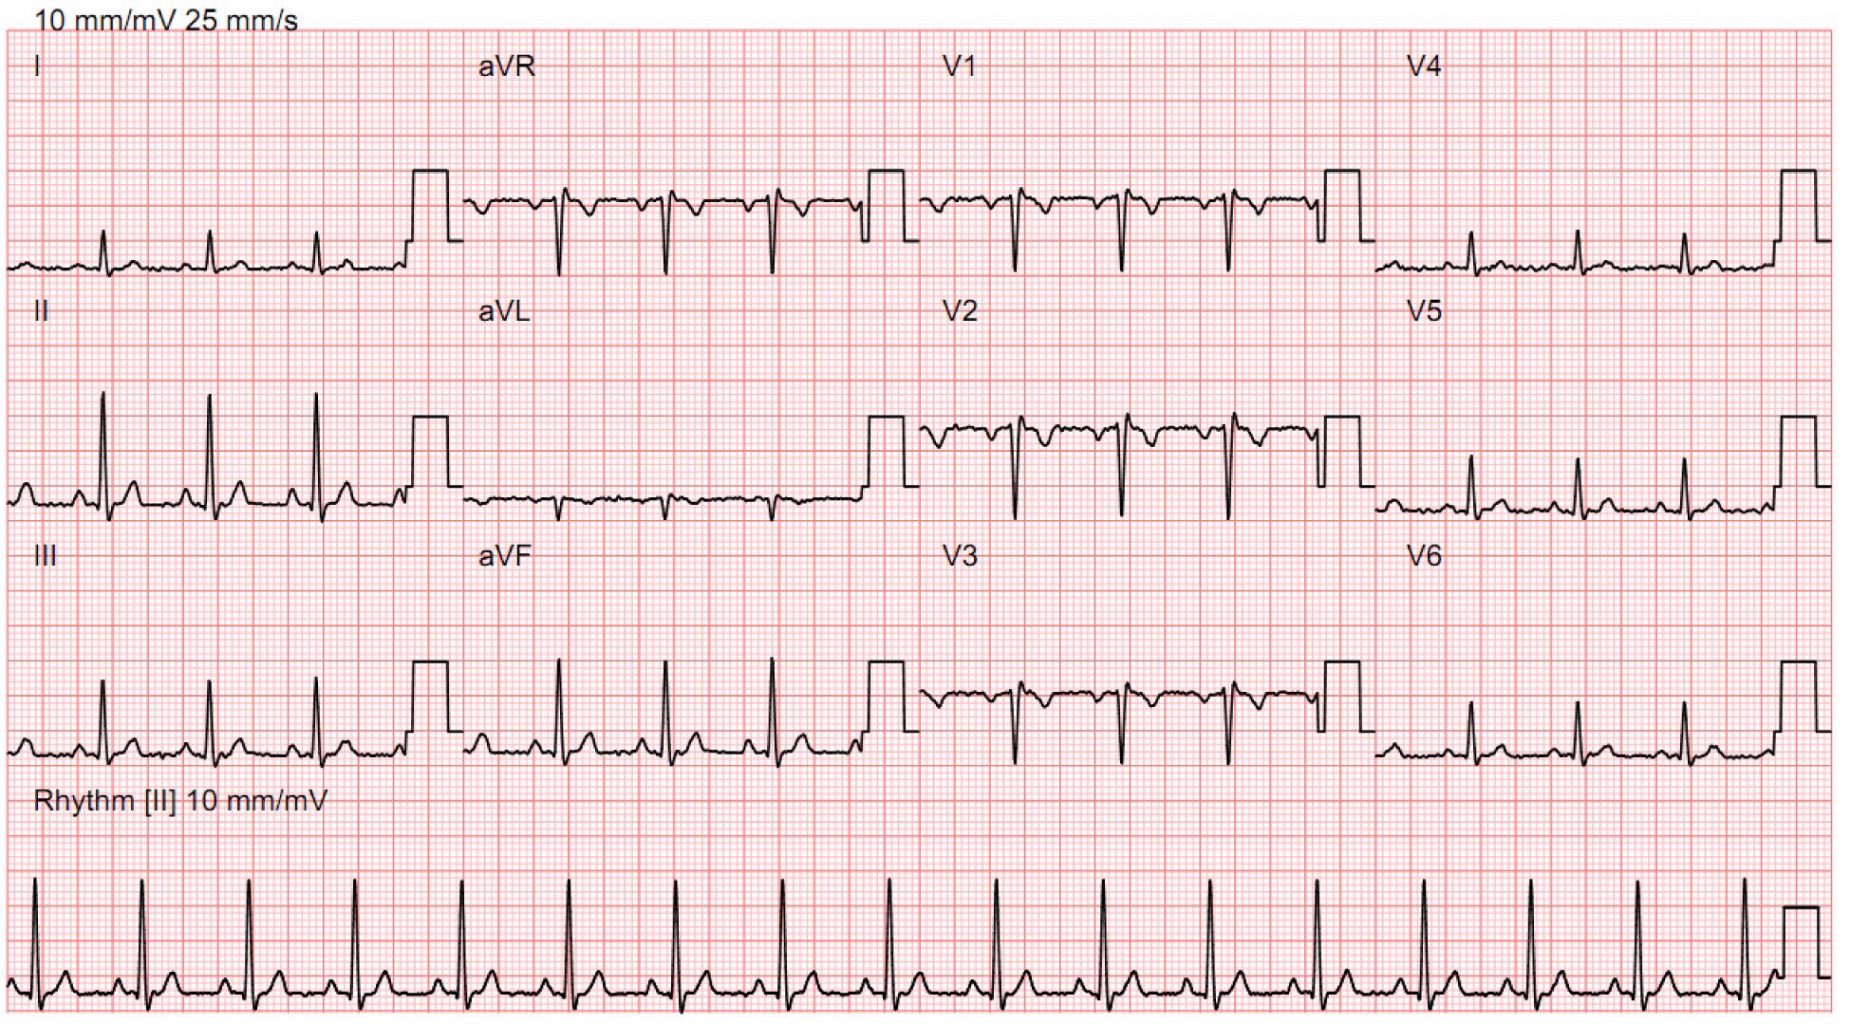 10 mm/mV 25 mm/s
I aVR V1 V4
II aVL V2 V5
III aVF V3 V6
Rhythm [II] 10 mm/mV